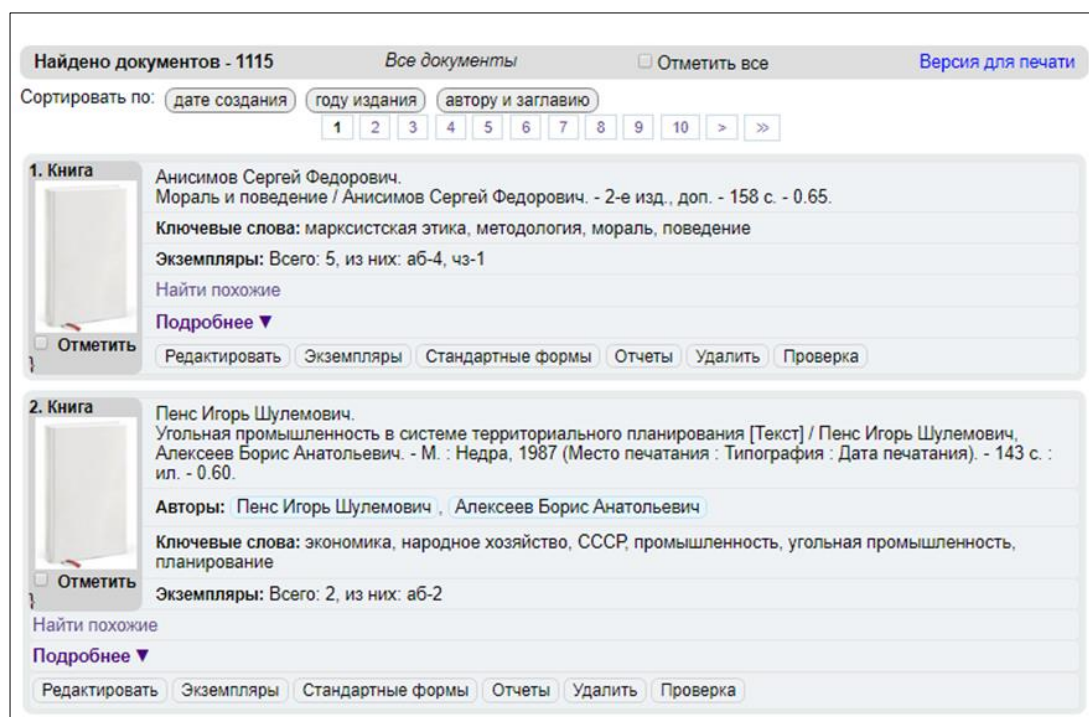 Найдено документов - 1115 Все документы Отметить все Версия для печати
Сортировать по: дате создания году издания автору и заглавию
1 2 3 4 5 6 7 8 9 10 > >>
1. Книга
Анисимов Сергей Федорович.
Мораль и поведение / Анисимов Сергей Федорович. - 2-е изд., доп. - 158 с. - 0.65.
Ключевые слова: марксистская этика, методология, мораль, поведение
Экземпляры: Всего: 5, из них: аб-4, чз-1
Найти похожие
Подробнее ▼
Отметить
}
Редактировать Экземпляры Стандартные формы Отчеты Удалить Проверка
2. Книга
Пенс Игорь Шулемович.
Угольная промышленность в системе территориального планирования [Текст] / Пенс Игорь Шулемович,
Алексеев Борис Анатольевич. - М. : Недра, 1987 (Место печатания : Типография : Дата печатания). - 143 с. :
ил. - 0.60.
Авторы: Пенс Игорь Шулемович , Алексеев Борис Анатольевич
Ключевые слова: экономика, народное хозяйство, СССР, промышленность, угольная промышленность,
планирование
Отметить
}
Экземпляры: Всего: 2, из них: аб-2
Найти похожие
Подробнее ▼
Редактировать Экземпляры Стандартные формы Отчеты Удалить Проверка